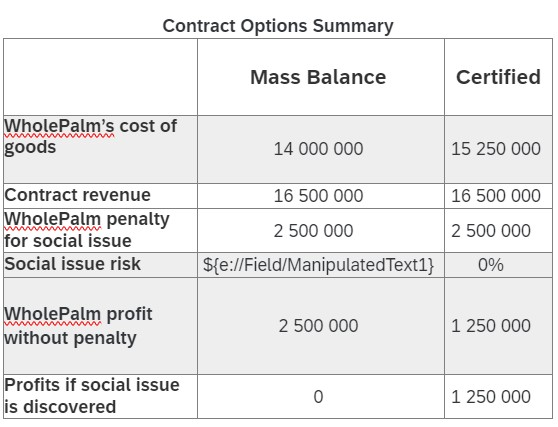 Contract Options Summary
Mass Balance Certified
WholePalm’s cost of
goods 14 000 000 15 250 000
Contract revenue 16 500 000 16 500 000
WholePalm penalty
for social issue 2 500 000 2 500 000
Social issue risk ${e://Field/ManipulatedText1} 0%
WholePalm profit
without penalty 2 500 000 1 250 000
Profits if social issue
is discovered 0 1 250 000